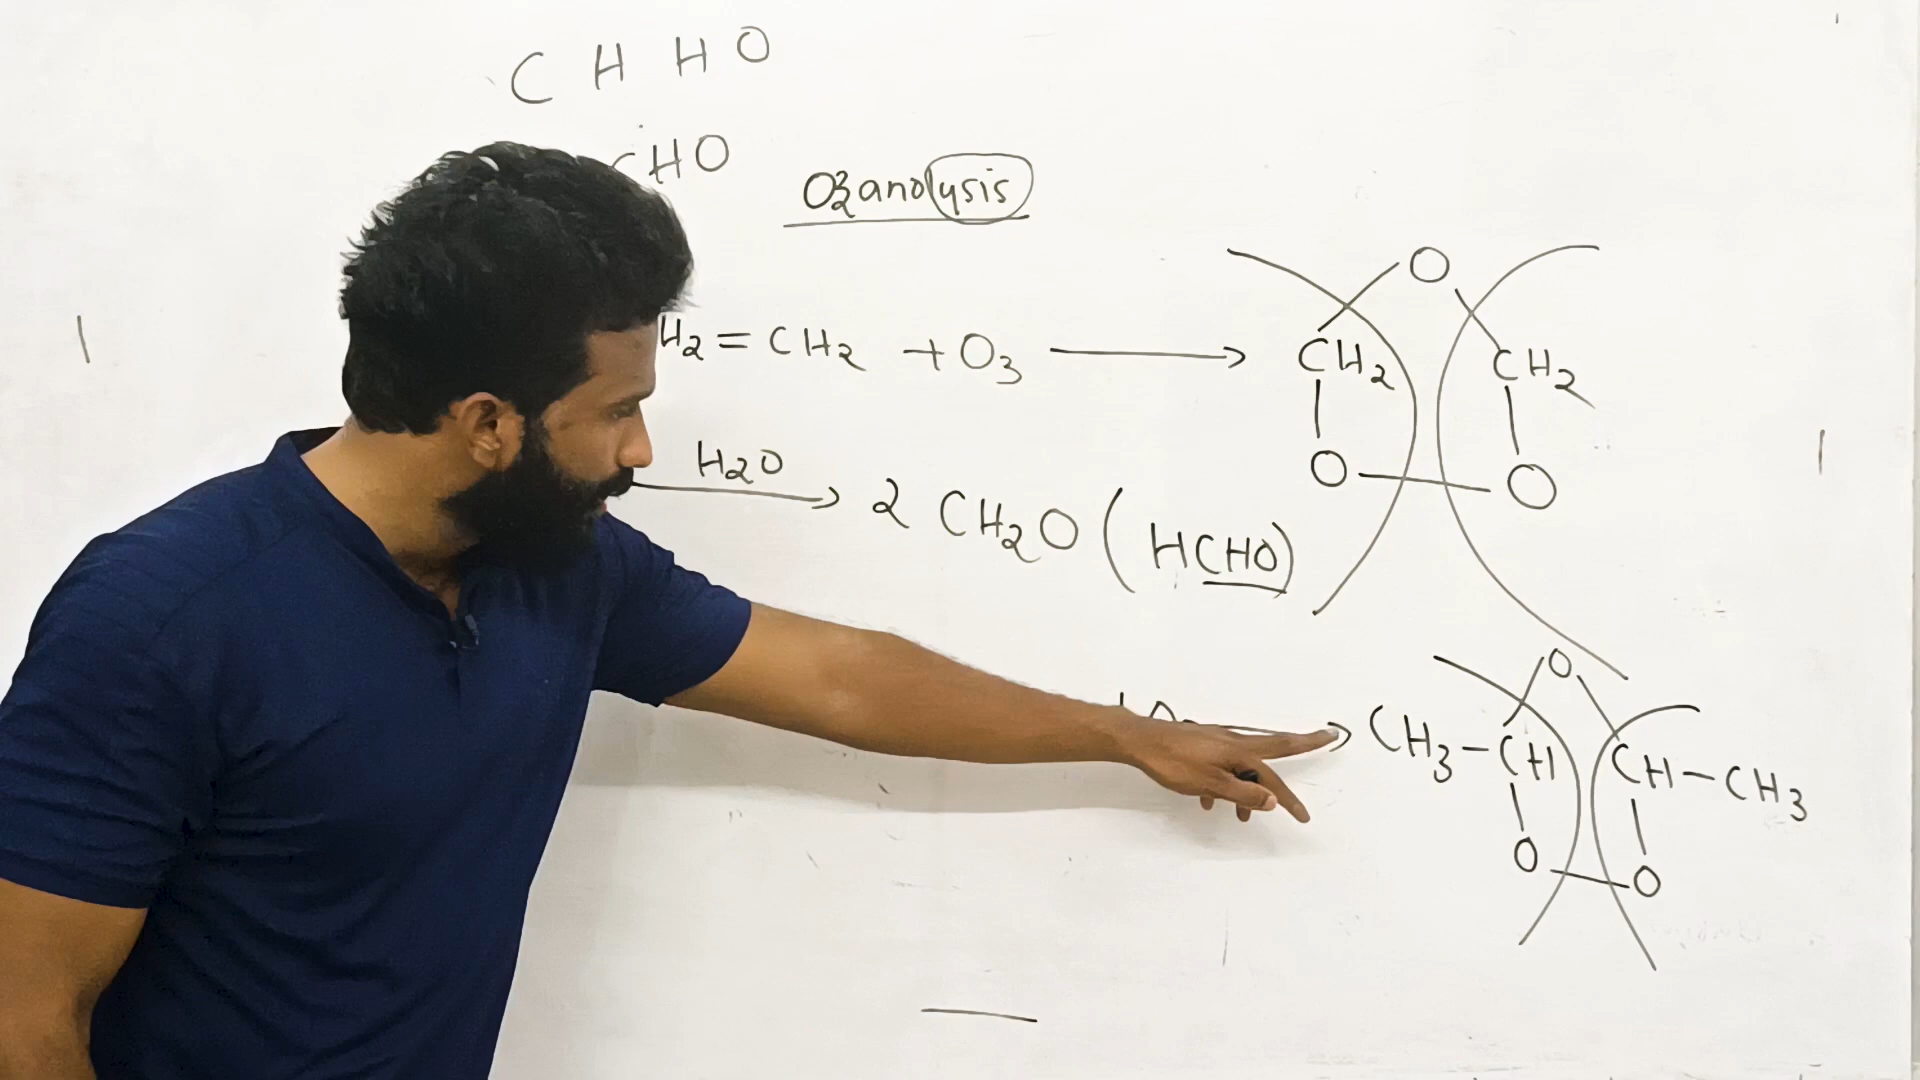 C H H O
CHO
O3anolysis
H2 = CH2 + O3 → O
CH2 CH2
O — O
H2O
→ 2 CH2O (HCHO)
O
→ CH3 – CH CH – CH3
O — O